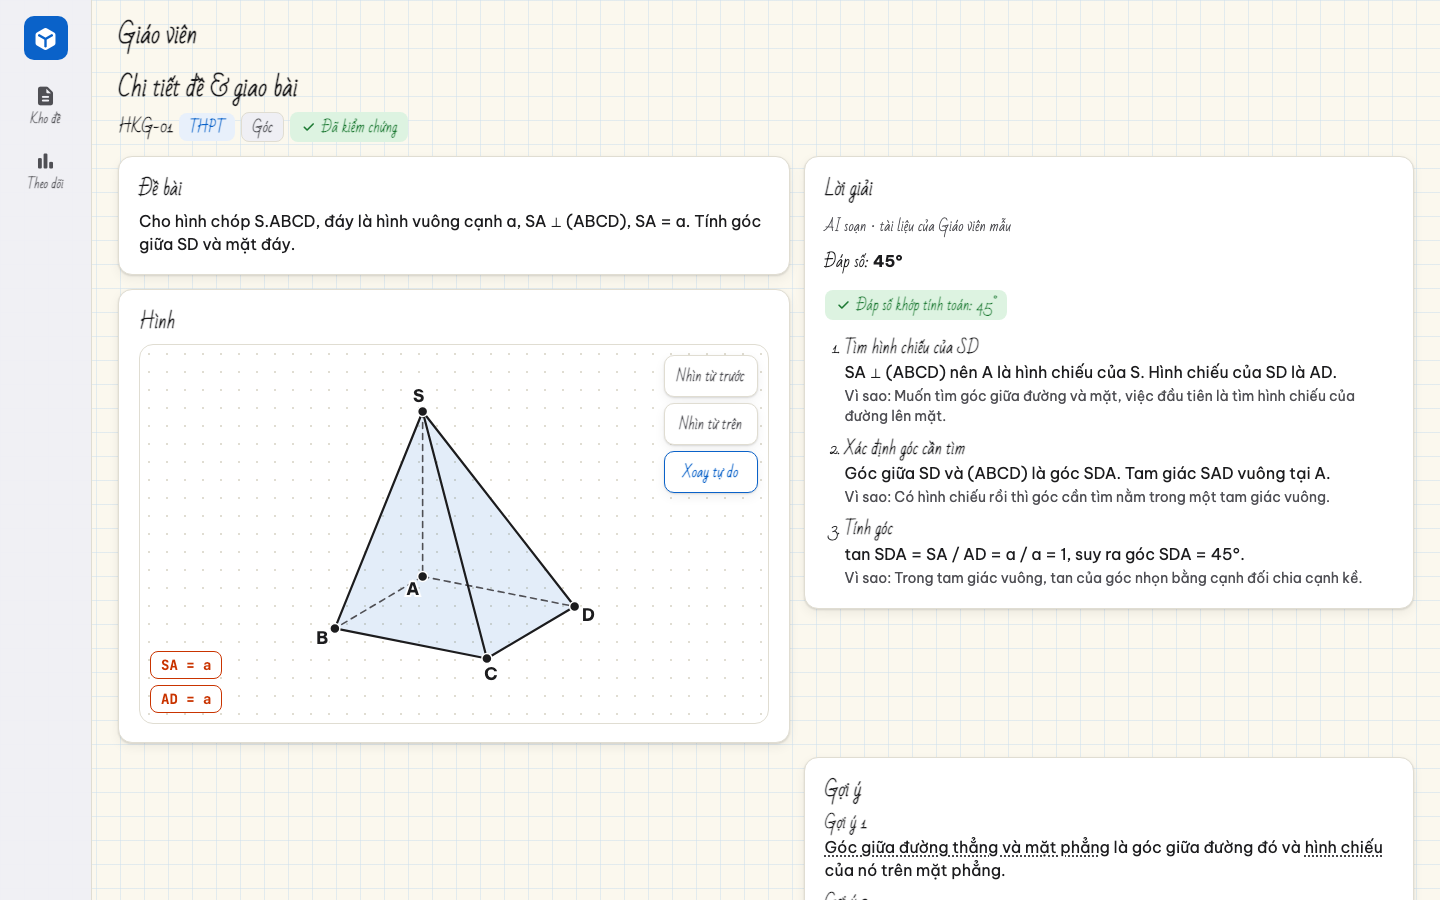 Giáo viên
Kho đề
Theo dõi
Chi tiết đề & giao bài
HKG-01 THPT Góc Đã kiểm chứng
Đề bài
Cho hình chóp S.ABCD, đáy là hình vuông cạnh a, SA ⊥ (ABCD), SA = a. Tính góc
giữa SD và mặt đáy.
Hình
Nhìn từ trước
Nhìn từ trên
Xoay tự do
S
A
B
C
D
SA = a
AD = a
Lời giải
AI soạn · tài liệu của Giáo viên mẫu
Đáp số: 45°
Đáp số khớp tính toán: 45°
1. Tìm hình chiếu của SD
SA ⊥ (ABCD) nên A là hình chiếu của S. Hình chiếu của SD là AD.
Vì sao: Muốn tìm góc giữa đường và mặt, việc đầu tiên là tìm hình chiếu của
đường lên mặt.
2. Xác định góc cần tìm
Góc giữa SD và (ABCD) là góc SDA. Tam giác SAD vuông tại A.
Vì sao: Có hình chiếu rồi thì góc cần tìm nằm trong một tam giác vuông.
3. Tính góc
tan SDA = SA / AD = a / a = 1, suy ra góc SDA = 45°.
Vì sao: Trong tam giác vuông, tan của góc nhọn bằng cạnh đối chia cạnh kề.
Gợi ý
Gợi ý 1
Góc giữa đường thẳng và mặt phẳng là góc giữa đường đó và hình chiếu
của nó trên mặt phẳng.